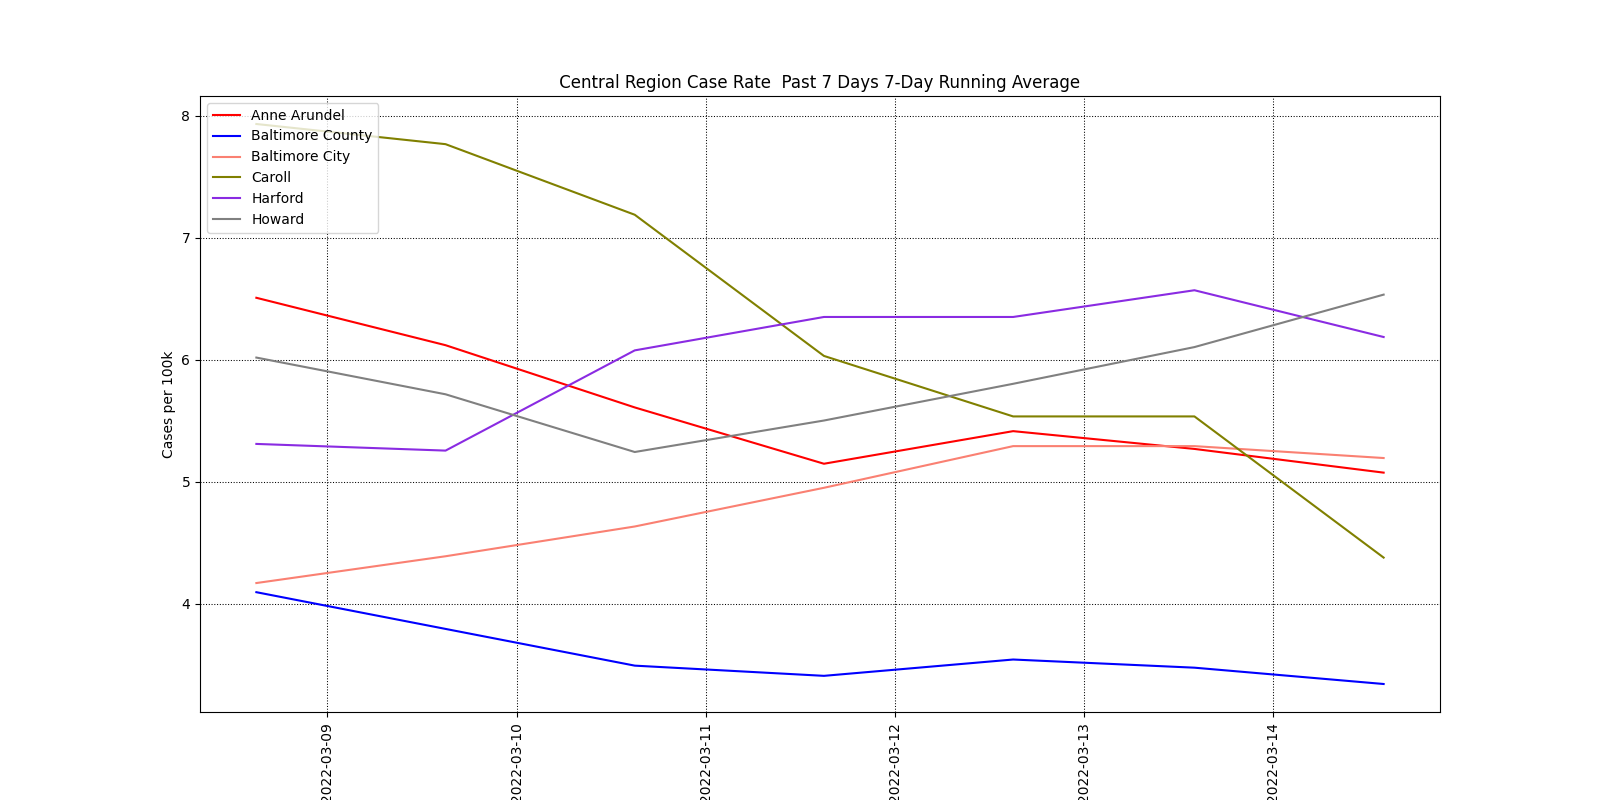 Central Region Case Rate  Past 7 Days 7-Day Running Average
Anne Arundel
Baltimore County
Baltimore City
Caroll
Harford
Howard
Cases per 100k
8
7
6
5
4
2022-03-09
2022-03-10
2022-03-11
2022-03-12
2022-03-13
2022-03-14